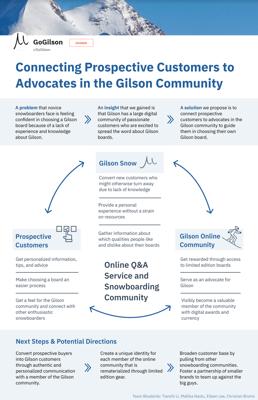 GoGilson
Connecting Prospective Customers to
Advocates in the Gilson Community
A problem that novice
snowboarders face is feeling
confident in choosing a Gilson
board because of a lack of
experience and knowledge
about Gilson.
An insight that we gained is
that Gilson has a large digital
community of passionate
customers who are excited to
spread the word about Gilson
boards.
A solution we propose is to
connect prospective
customers to advocates in the
Gilson community to guide
them in choosing their own
Gilson board.
Gilson Snow
Convert new customers who
might otherwise turn away
due to lack of knowledge
Provide a personal
experience without a strain
on resources
Gather information about
which qualities people like
and dislike about their boards
Prospective
Customers
Get personalized information,
tips, and advice
Make choosing a board an
easier process
Get a feel for the Gilson
community and connect with
other enthusiastic
snowboarders
Gilson Online
Community
Get rewarded through access
to limited edition boards
Serve as an advocate for
Gilson
Visibly become a valuable
member of the community
with digital awards and
currency
Online Q&A
Service and
Snowboarding
Community
Next Steps & Potential Directions
Convert prospective buyers
into Gilson customers
through authentic and
personalized communication
with a member of the Gilson
community.
Create a unique identity for
each member of the online
community that is
rematerialized through limited
edition gear.
Broaden customer base by
pulling from other
snowboarding communities.
Foster a partnership of smaller
brands to team up against the
big guys.